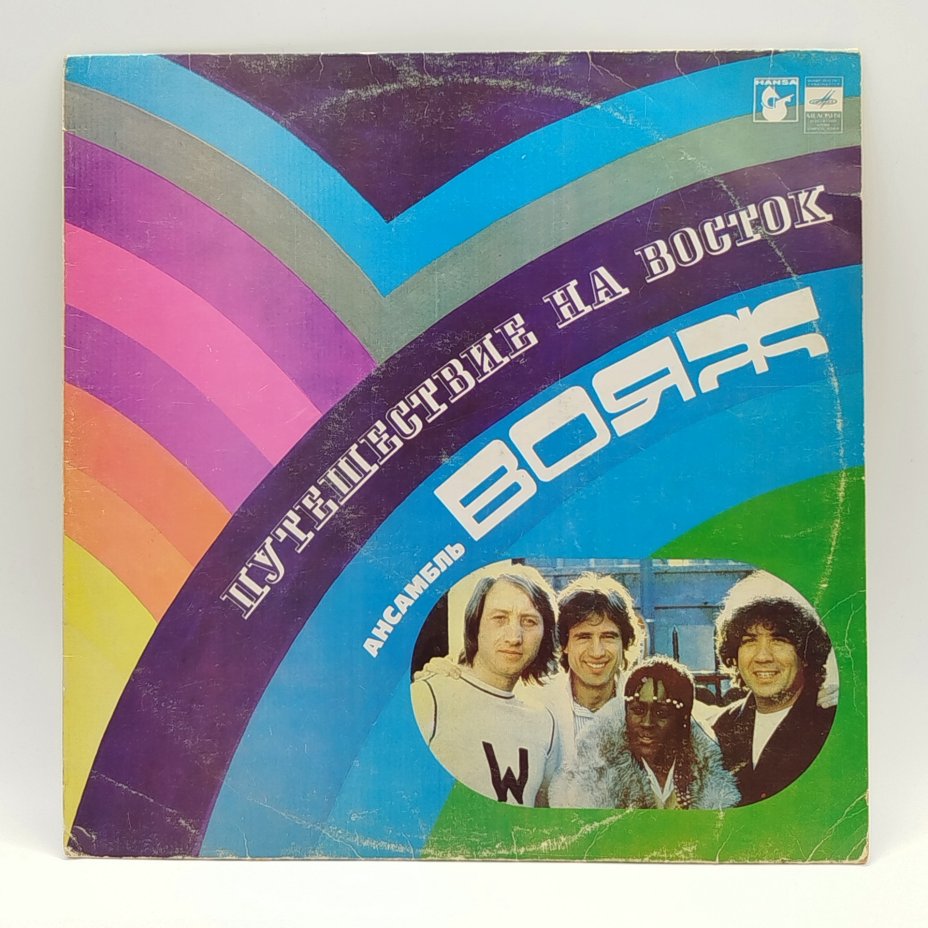 HANSA
МЕЛОДИЯ
ПУТЕШЕСТВИЕ НА ВОСТОК
АНСАМБЛЬ ВОЯЖ
W